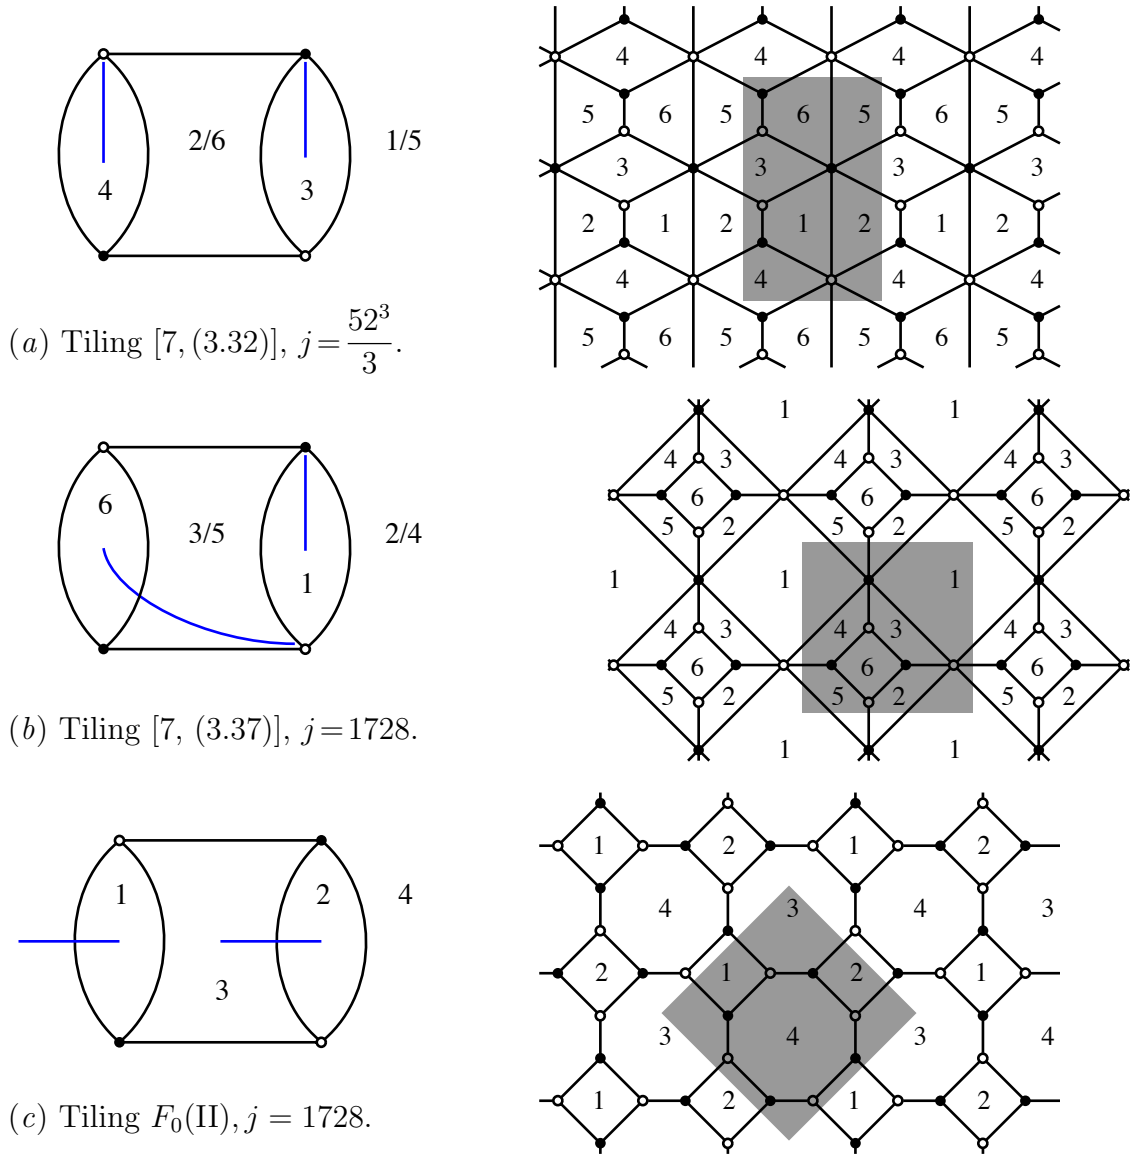 2/6
1/5
4
3
4 4 4 4
5 6 5 6 5 6 5
3 3 3 3
2 1 2 1 2 1 2
4 4 4 4
5 6 5 6 5 6 5
(a) Tiling [7, (3.32)], j = 52³/3.
6
3/5
2/4
1
1 1
4 3 4 3 4 3
6 6 6
5 2 5 2 5 2
1 1 1
4 3 4 3 4 3
6 6 6
5 2 5 2 5 2
1 1
(b) Tiling [7, (3.37)], j = 1728.
1 2 4
3
1 2 1 2
4 3 4 3
2 1 2 1
3 4 3 4
1 2 1 2
(c) Tiling F₀(II), j = 1728.